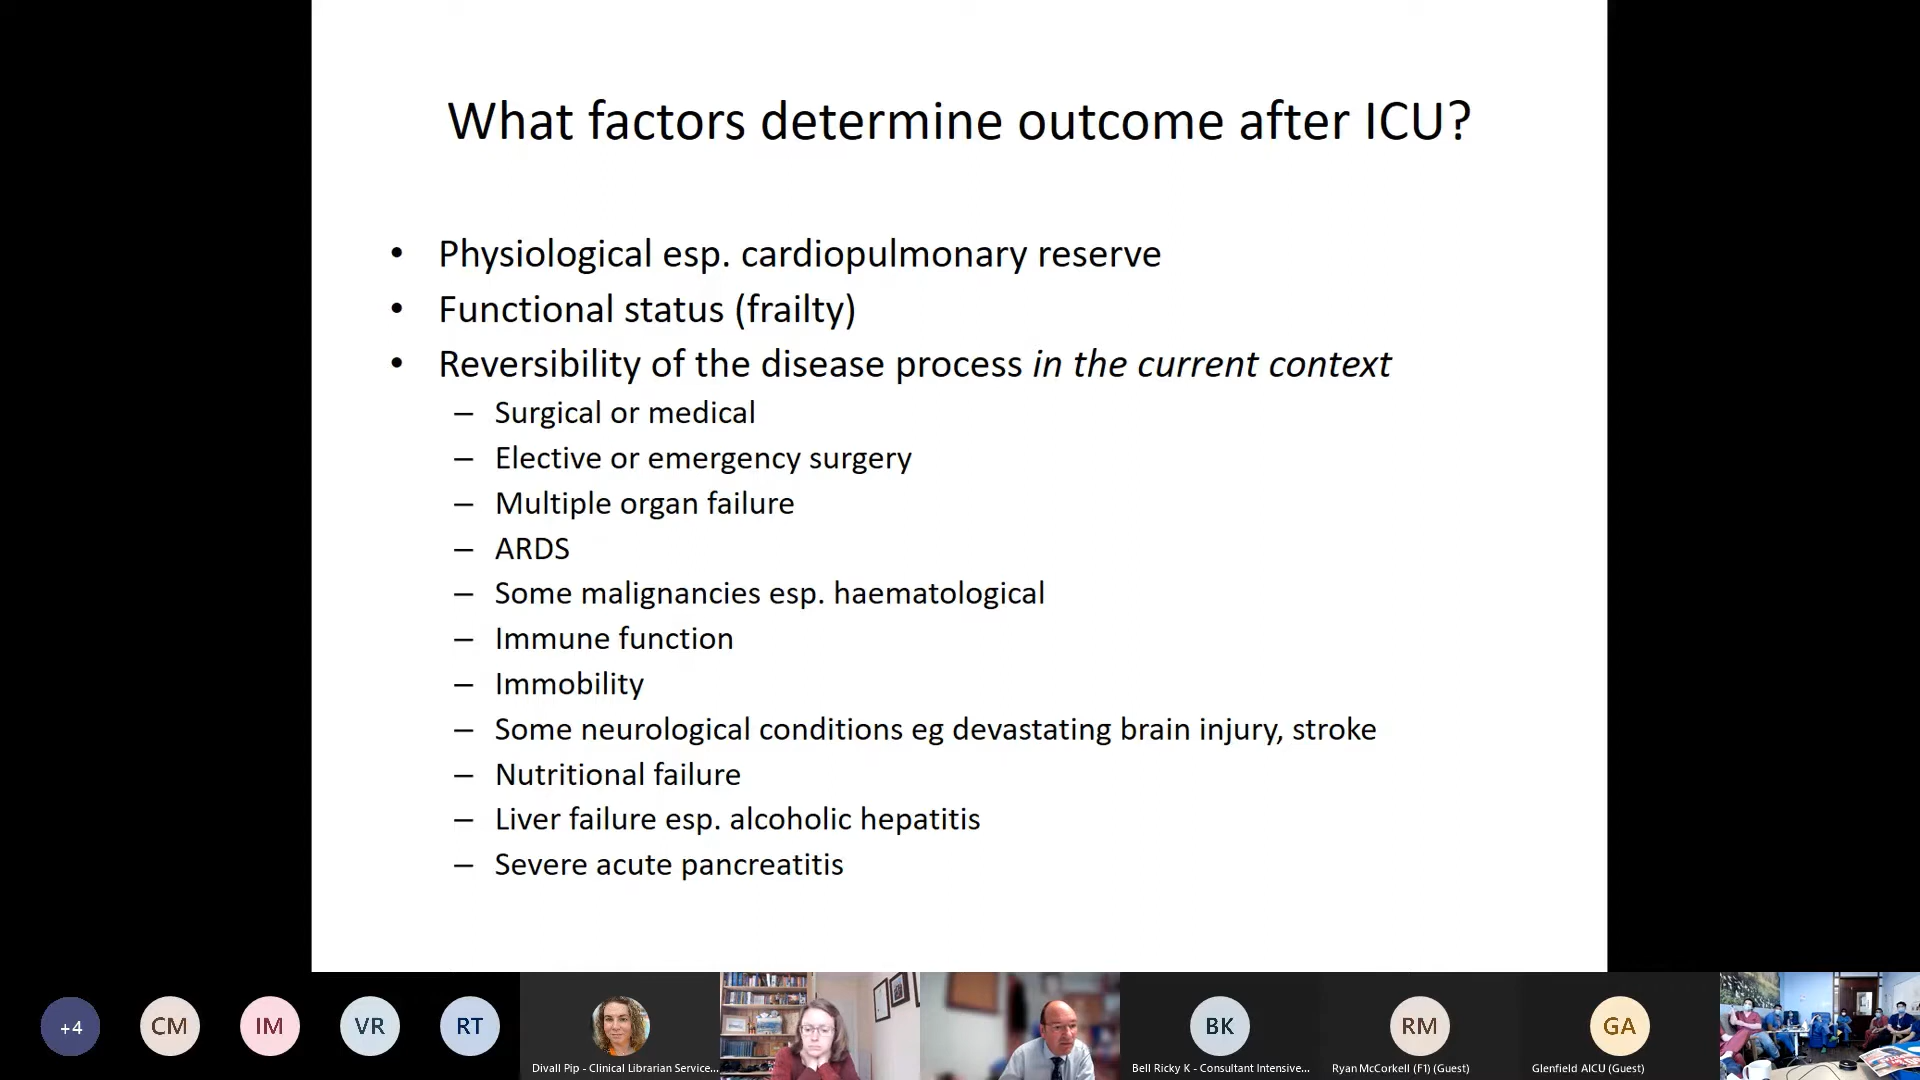 What factors determine outcome after ICU?
• Physiological esp. cardiopulmonary reserve
• Functional status (frailty)
• Reversibility of the disease process in the current context
– Surgical or medical
– Elective or emergency surgery
– Multiple organ failure
– ARDS
– Some malignancies esp. haematological
– Immune function
– Immobility
– Some neurological conditions eg devastating brain injury, stroke
– Nutritional failure
– Liver failure esp. alcoholic hepatitis
– Severe acute pancreatitis
+4
CM
IM
VR
RT
Divall Pip - Clinical Librarian Service...
BK
Bell Ricky K - Consultant Intensive...
RM
Ryan McCorkell (F1) (Guest)
GA
Glenfield AICU (Guest)